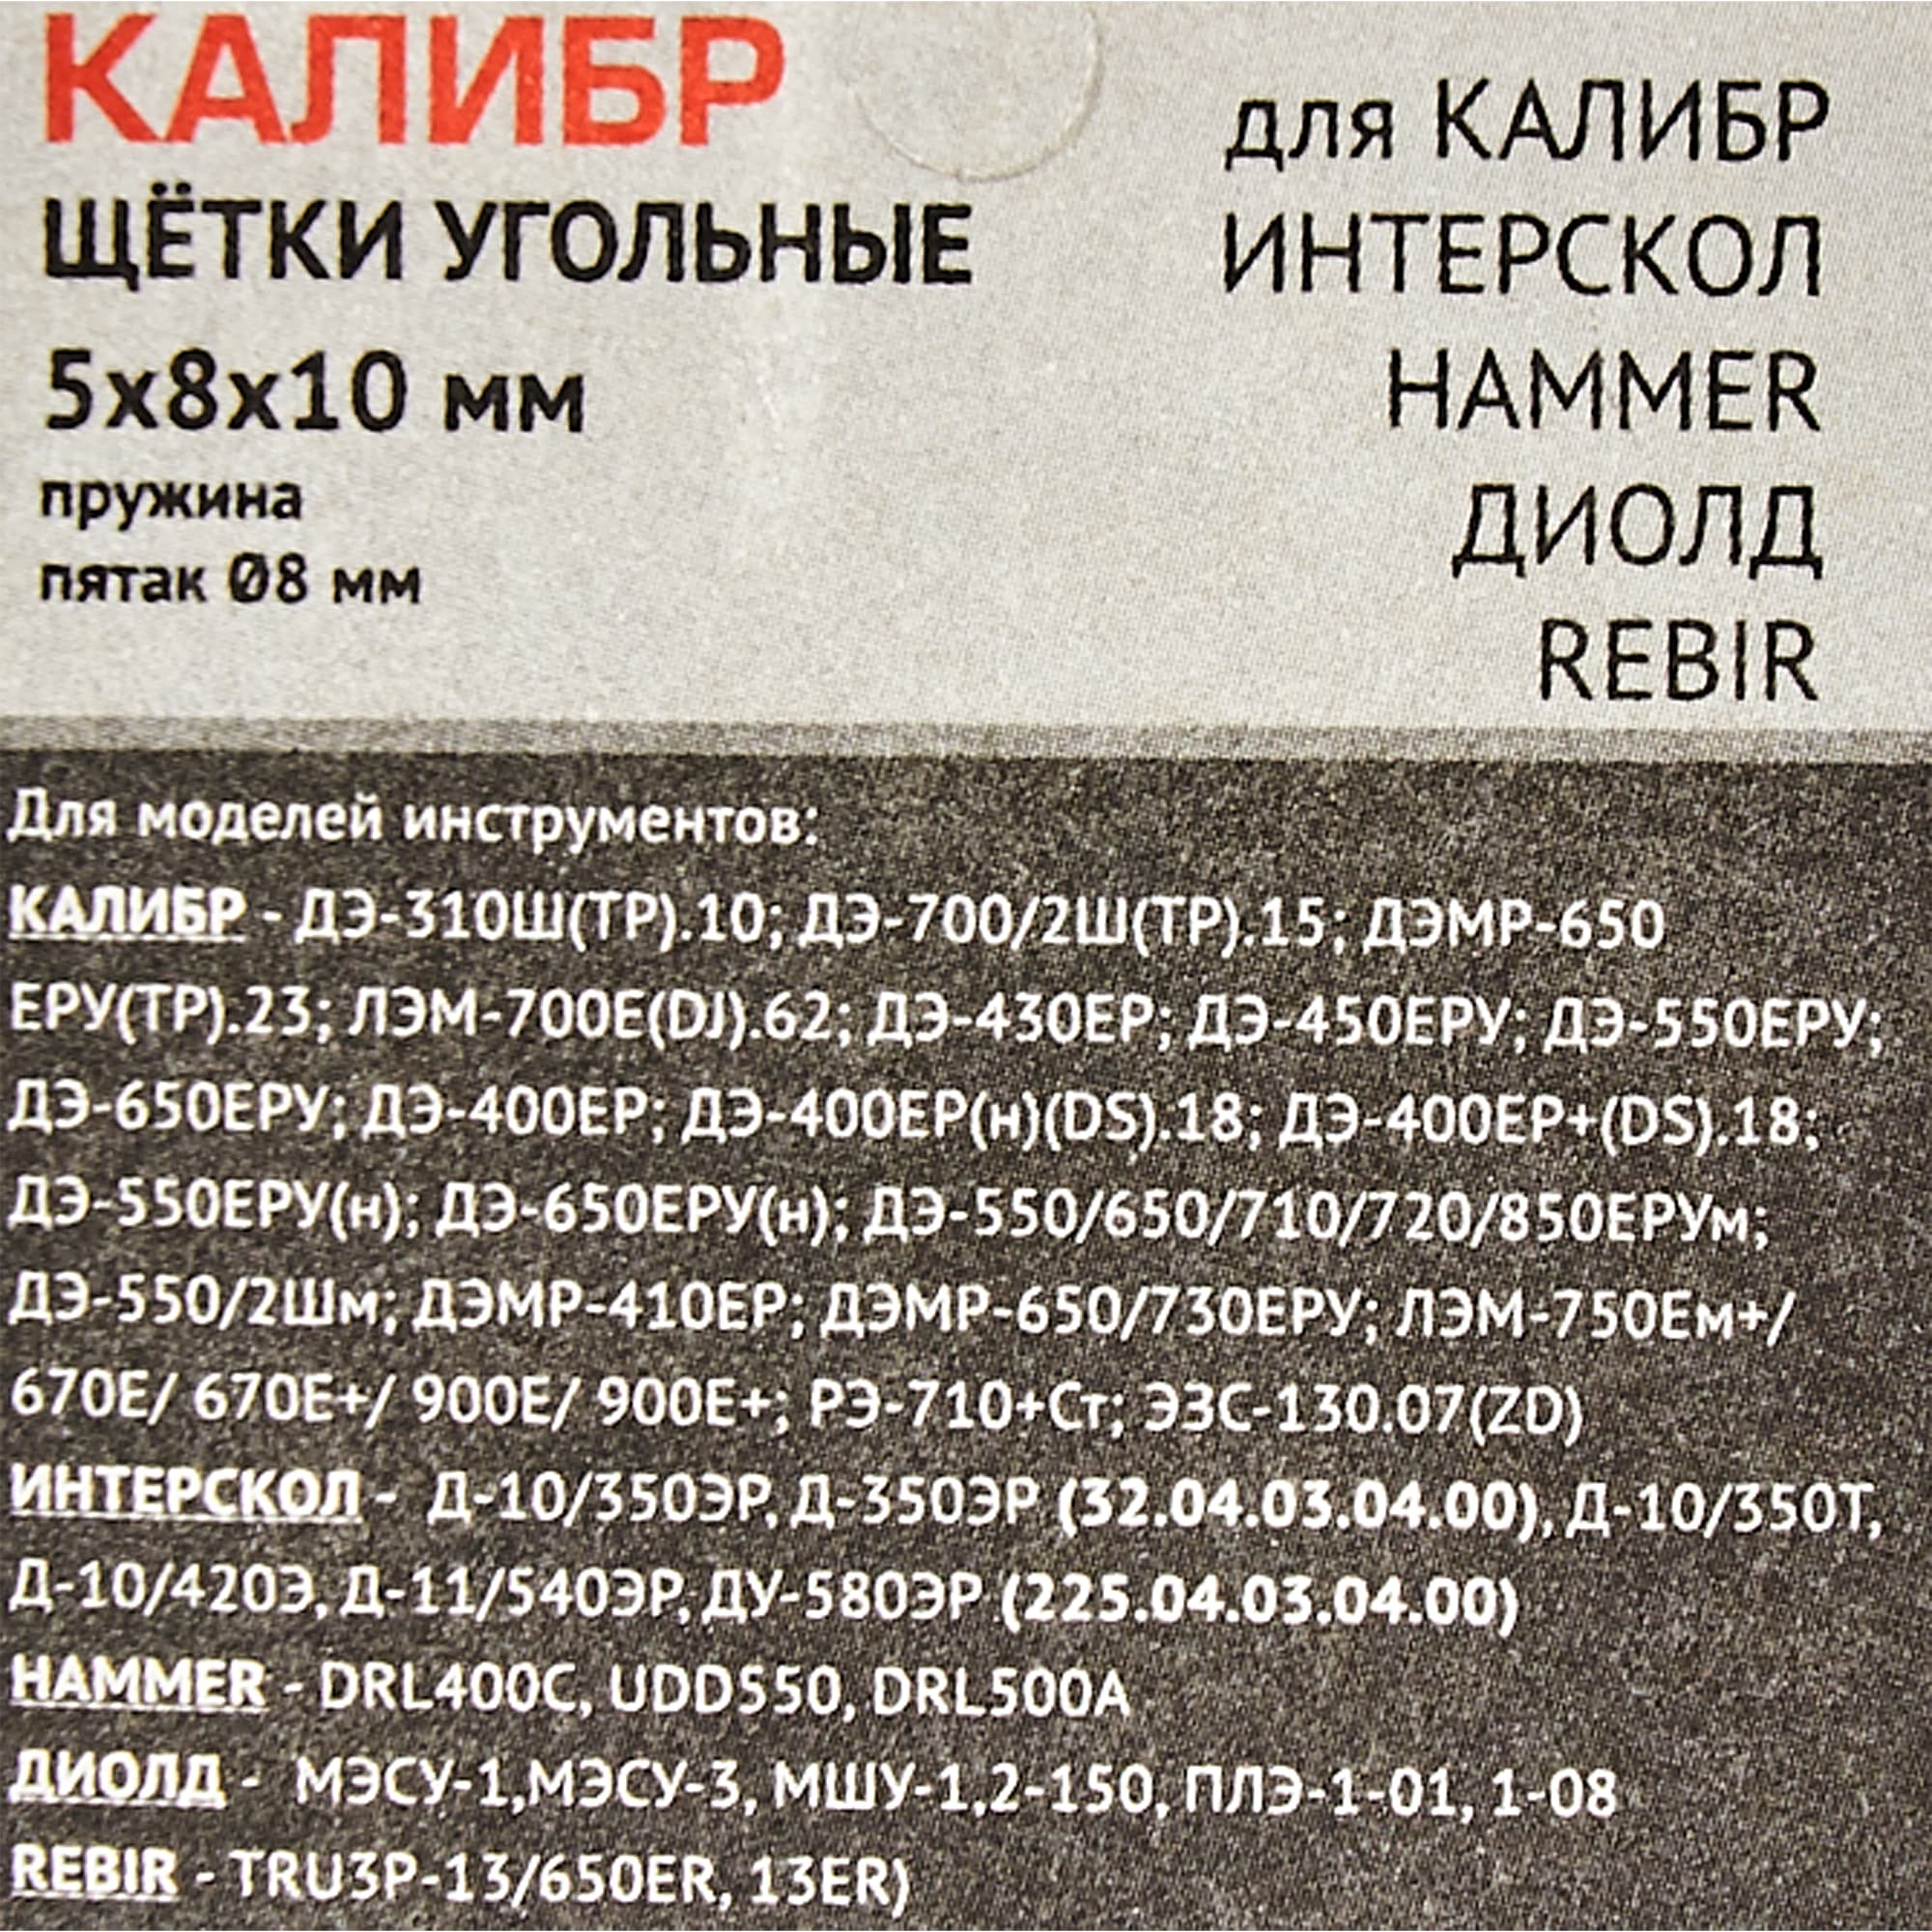 КАЛИБР
ЩЁТКИ УГОЛЬНЫЕ
5х8х10 мм
пружина
пятак Ø8 мм
для КАЛИБР
ИНТЕРСКОЛ
HAMMER
ДИОЛД
REBIR
Для моделей инструментов:
КАЛИБР - ДЭ-310Ш(ТР).10; ДЭ-700/2Ш(ТР).15; ДЭМР-650
ЕРУ(ТР).23; ЛЭМ-700Е(DJ).62; ДЭ-430ЕР; ДЭ-450ЕРУ; ДЭ-550ЕРУ;
ДЭ-650ЕРУ; ДЭ-400ЕР; ДЭ-400ЕР(н)(DS).18; ДЭ-400ЕР+(DS).18;
ДЭ-550ЕРУ(н); ДЭ-650ЕРУ(н); ДЭ-550/650/710/720/850ЕРУм;
ДЭ-550/2Шм; ДЭМР-410ЕР; ДЭМР-650/730ЕРУ; ЛЭМ-750Ем+/
670Е/ 670Е+/ 900Е/ 900Е+; РЭ-710+Ст; ЭЗС-130.07(ZD)
ИНТЕРСКОЛ - Д-10/350ЭР, Д-350ЭР (32.04.03.04.00), Д-10/350Т,
Д-10/420Э, Д-11/540ЭР, ДУ-580ЭР (225.04.03.04.00)
HAMMER - DRL400C, UDD550, DRL500A
ДИОЛД - МЭСУ-1,МЭСУ-3, МШУ-1,2-150, ПЛЭ-1-01, 1-08
REBIR - TRU3P-13/650ER, 13ER)